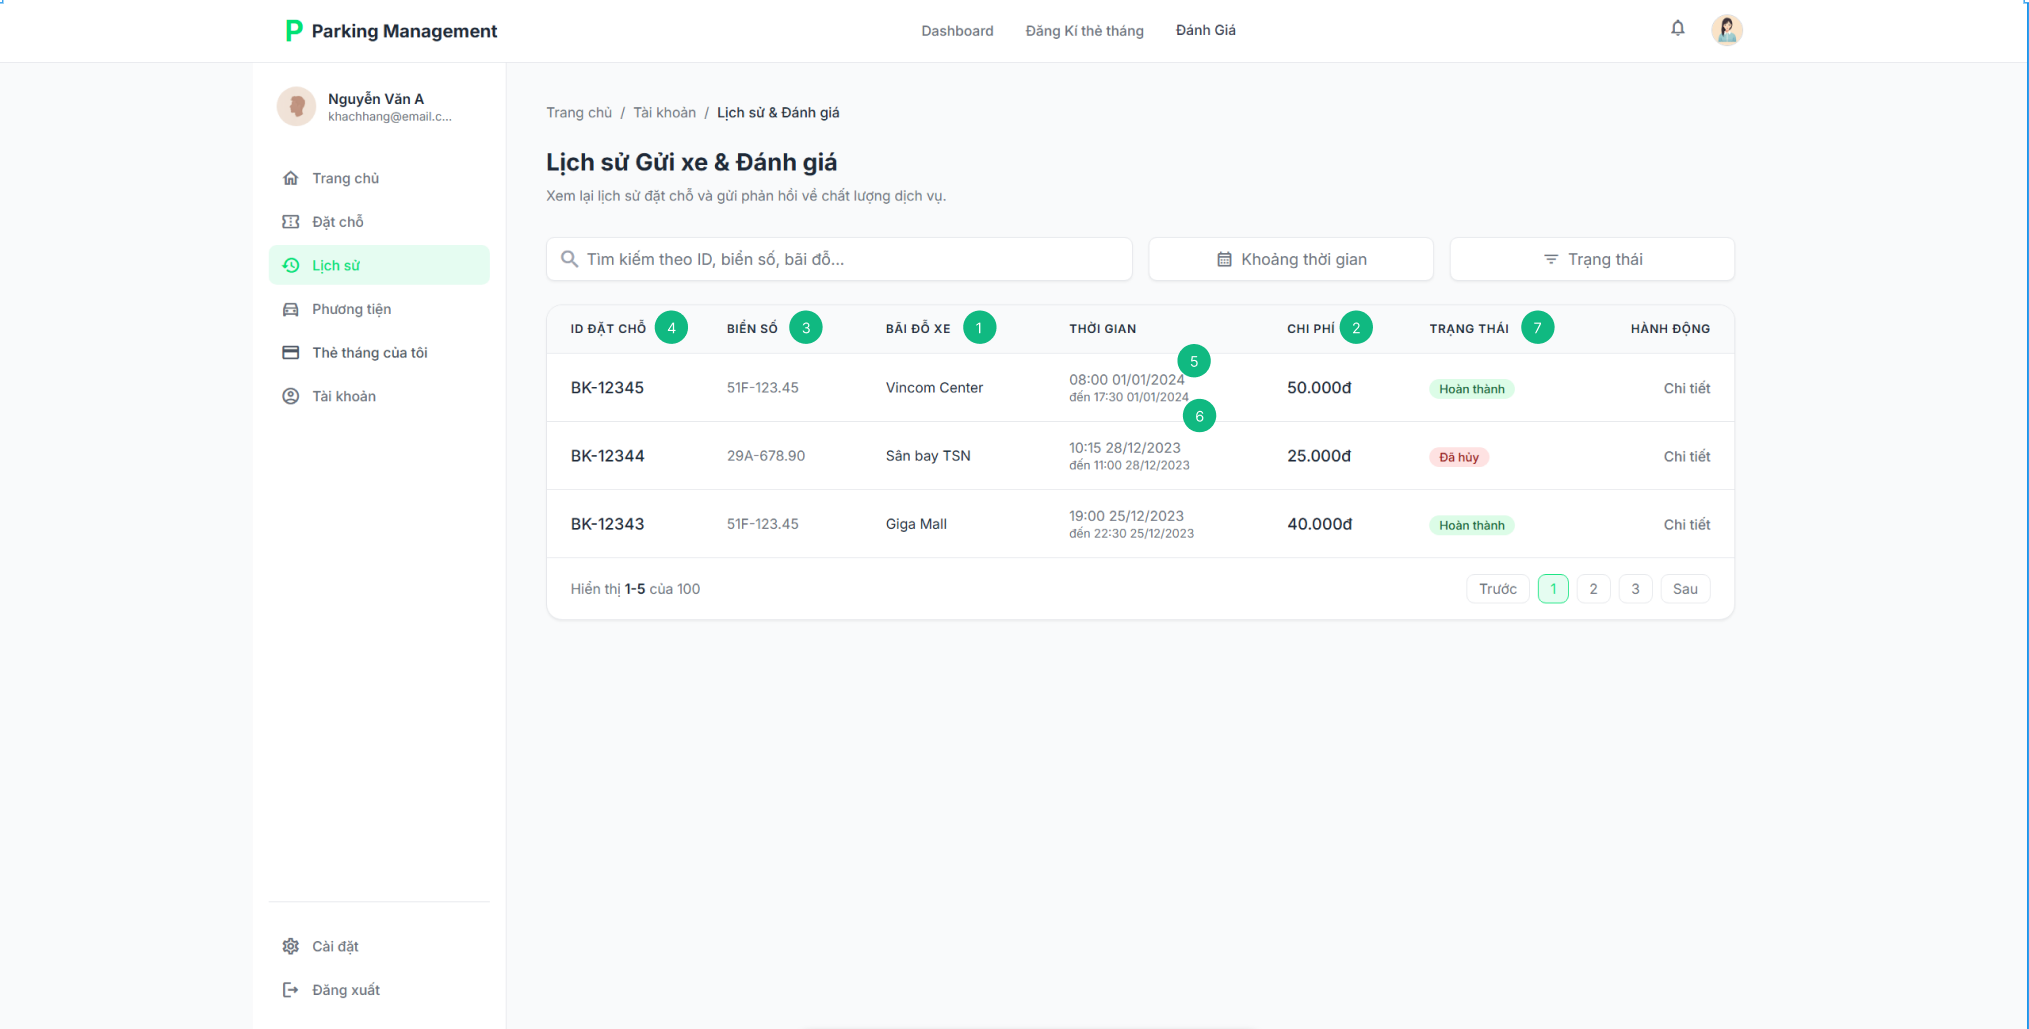 P Parking Management
Dashboard
Đăng Kí thẻ tháng
Đánh Giá
Nguyễn Văn A
khachhang@email.c...
Trang chủ
Đặt chỗ
Lịch sử
Phương tiện
Thẻ tháng của tôi
Tài khoản
Cài đặt
Đăng xuất
Trang chủ / Tài khoản / Lịch sử & Đánh giá
Lịch sử Gửi xe & Đánh giá
Xem lại lịch sử đặt chỗ và gửi phản hồi về chất lượng dịch vụ.
Tìm kiếm theo ID, biển số, bãi đỗ...
Khoảng thời gian
Trạng thái
ID ĐẶT CHỖ 4 BIỂN SỐ 3 BÃI ĐỖ XE 1 THỜI GIAN CHI PHÍ 2 TRẠNG THÁI 7 HÀNH ĐỘNG
5
BK-12345 51F-123.45 Vincom Center 08:00 01/01/2024 50.000đ Hoàn thành Chi tiết
đến 17:30 01/01/2024
6
BK-12344 29A-678.90 Sân bay TSN 10:15 28/12/2023 25.000đ Đã hủy Chi tiết
đến 11:00 28/12/2023
BK-12343 51F-123.45 Giga Mall 19:00 25/12/2023 40.000đ Hoàn thành Chi tiết
đến 22:30 25/12/2023
Hiển thị 1-5 của 100
Trước 1 2 3 Sau